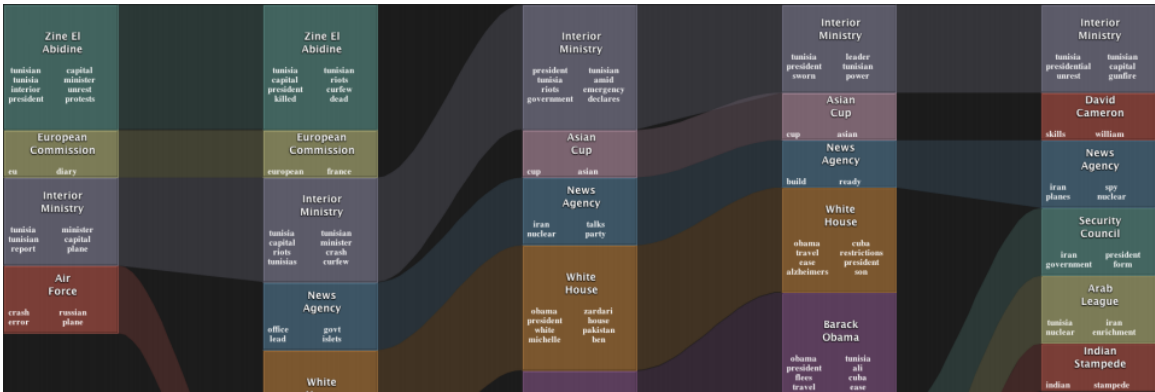 Zine El
Abidine
tunisian capital
tunisia minister
interior unrest
president protests
European
Commission
eu diary
Interior
Ministry
tunisia minister
tunisian capital
report plane
Air
Force
crash russian
error plane
Zine El
Abidine
tunisia tunisian
capital riots
president curfew
killed dead
European
Commission
european france
Interior
Ministry
tunisia tunisian
capital minister
riots crash
tunisias curfew
News
Agency
office govt
lead islets
White
Interior
Ministry
president tunisian
tunisia amid
riots emergency
government declares
Asian
Cup
cup asian
News
Agency
iran talks
nuclear party
White
House
obama zardari
president house
white pakistan
michelle ben
Interior
Ministry
tunisia leader
president tunisian
sworn power
Asian
Cup
cup asian
News
Agency
build ready
White
House
obama cuba
travel restrictions
ease president
alzheimers son
Barack
Obama
obama tunisia
president ali
flees cuba
travel ease
Interior
Ministry
tunisia tunisian
presidential capital
unrest gunfire
David
Cameron
skills william
News
Agency
iran spy
planes nuclear
Security
Council
iran president
government form
Arab
League
tunisia iran
nuclear enrichment
Indian
Stampede
indian stampede